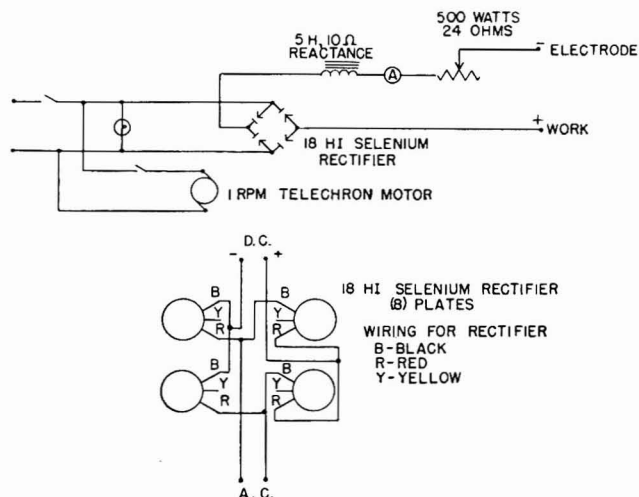 500 WATTS
24 OHMS
5 H, 10 Ω
REACTANCE
A
- ELECTRODE
+ WORK
18 HI SELENIUM
RECTIFIER
1 RPM TELECHRON MOTOR
- D.C. +
B
Y
R
B
Y
R
18 HI SELENIUM RECTIFIER
(8) PLATES
WIRING FOR RECTIFIER
B-BLACK
R-RED
Y-YELLOW
B
Y
R
B
Y
R
A.C.